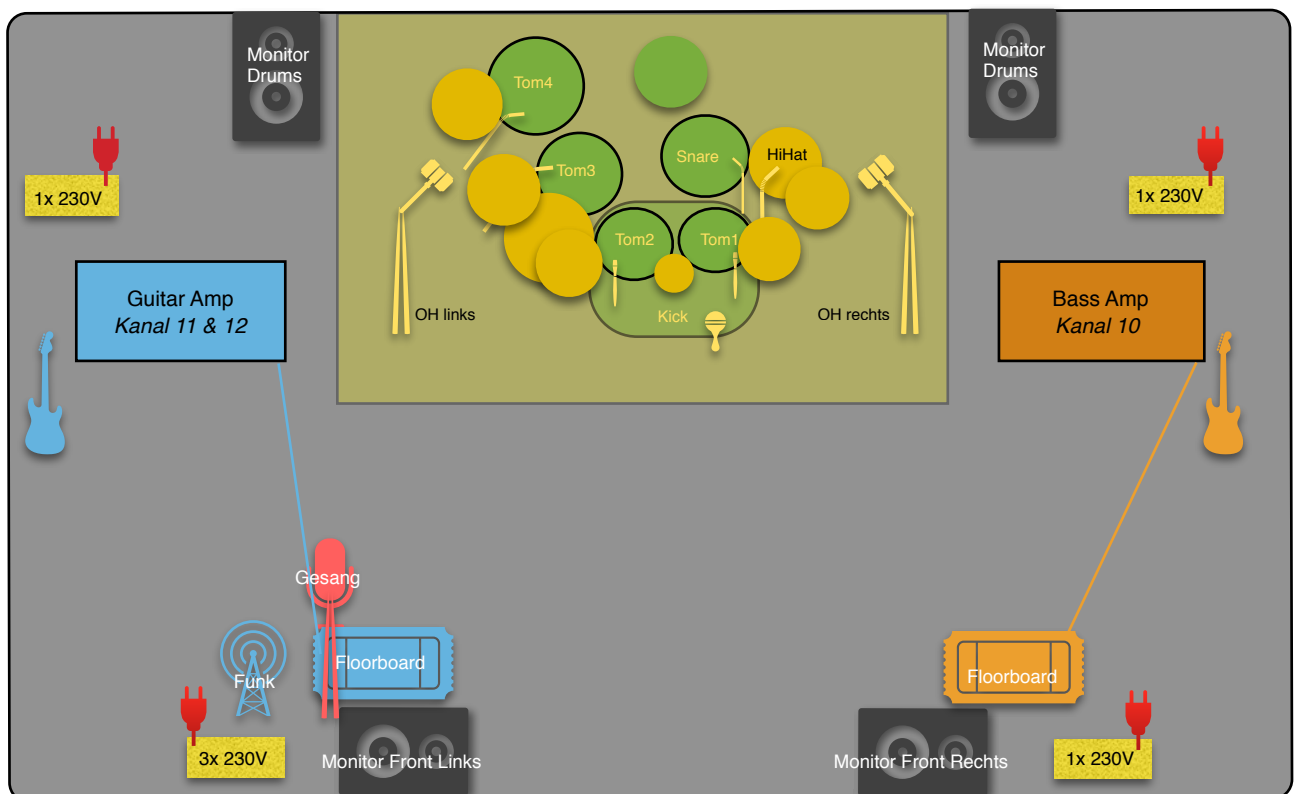 Monitor
Drums
Monitor
Drums
Tom4
Snare
HiHat
Tom3
1x 230V
1x 230V
Tom2
Tom1
Guitar Amp
Kanal 11 & 12
OH links
Kick
OH rechts
Bass Amp
Kanal 10
Gesang
Funk
Floorboard
Floorboard
3x 230V
Monitor Front Links
Monitor Front Rechts
1x 230V